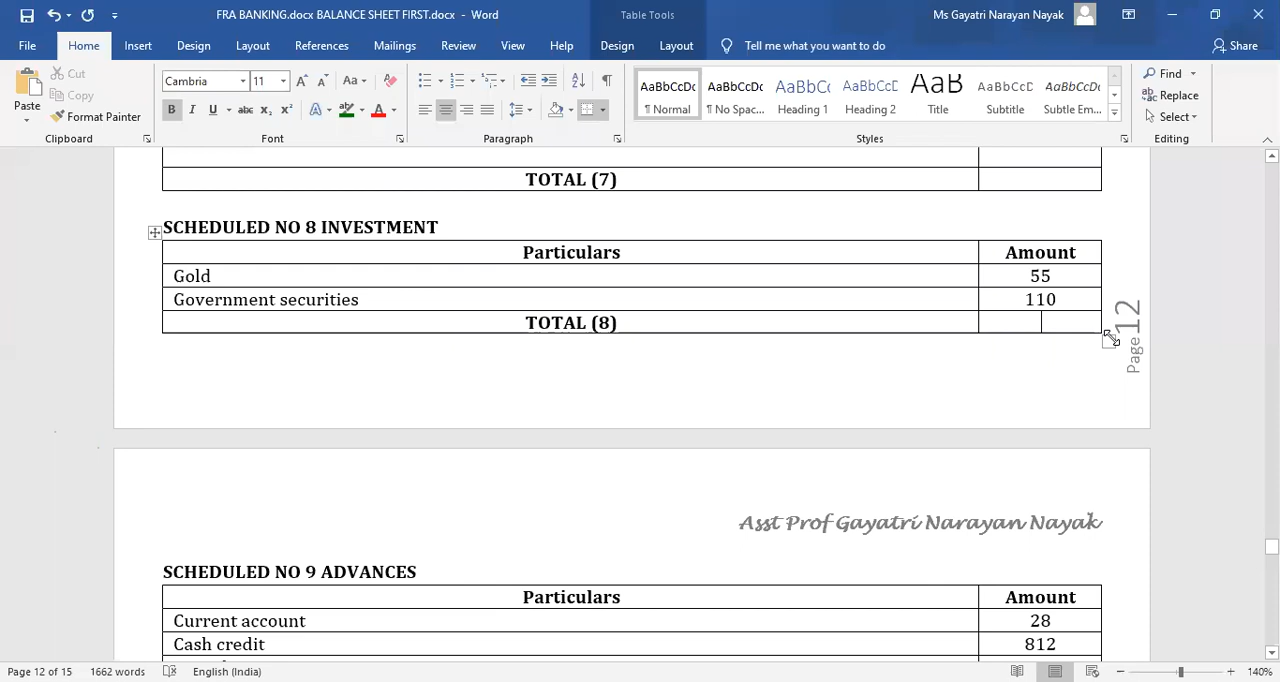 FRA BANKING.docx BALANCE SHEET FIRST.docx - Word
Table Tools
Ms Gayatri Narayan Nayak
File Home Insert Design Layout References Mailings Review View Help Design Layout Tell me what you want to do Share
Paste
Cut
Copy
Format Painter
Clipboard
Cambria 11
Font
Paragraph
AaBbCcDc AaBbCcDc AaBbCc AaBbCcD AaB AaBbCcD AaBbCcDc
¶ Normal ¶ No Spac... Heading 1 Heading 2 Title Subtitle Subtle Em...
Styles
Find
Replace
Select
Editing
TOTAL (7)
SCHEDULED NO 8 INVESTMENT
Particulars Amount
Gold 55
Government securities 110
TOTAL (8)
Page 12
Asst Prof Gayatri Narayan Nayak
SCHEDULED NO 9 ADVANCES
Particulars Amount
Current account 28
Cash credit 812
Page 12 of 15 1662 words English (India) 140%